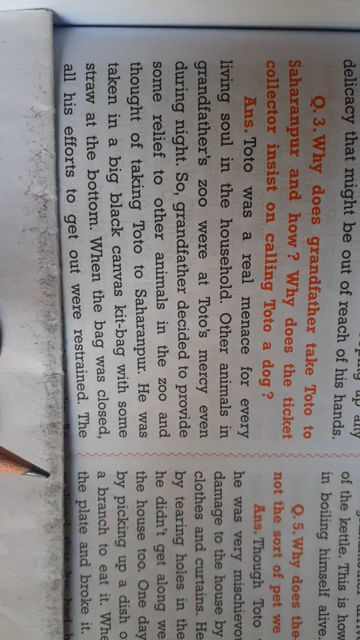 delicacy that might be out of reach of his hands.
Q. 3. Why does grandfather take Toto to
Saharanpur and how ? Why does the ticket
collector insist on calling Toto a dog ?
Ans. Toto was a real menace for every
living soul in the household. Other animals in
grandfather's zoo were at Toto's mercy even
during night. So, grandfather decided to provide
some relief to other animals in the zoo and
thought of taking Toto to Saharanpur. He was
taken in a big black canvas kit-bag with some
straw at the bottom. When the bag was closed,
all his efforts to get out were restrained. The
of the kettle. This is how
in boiling himself alive
Q. 5. Why does the
not the sort of pet we
Ans. Though Toto
he was very mischievou
damage to the house by
clothes and curtains. He
by tearing holes in the
he didn't get along we
the house too. One day
by picking up a dish o
a branch to eat it. Whe
the plate and broke it.